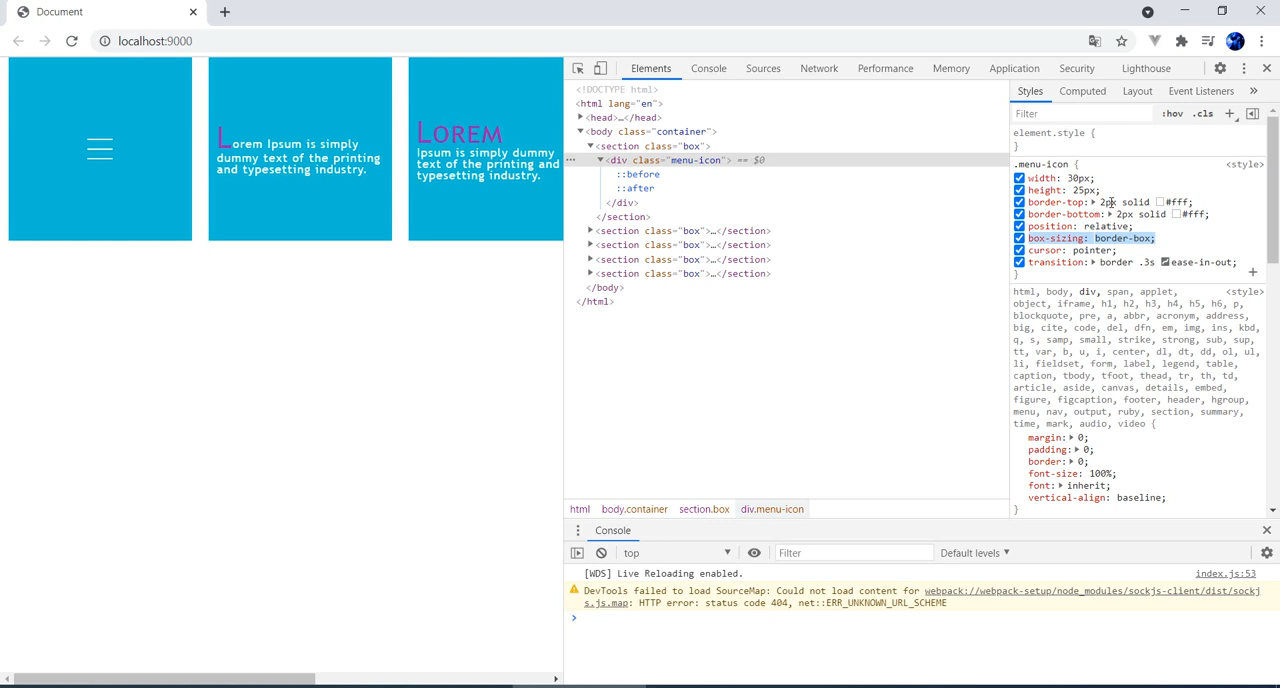 Document
localhost:9000
Lorem Ipsum is simply
dummy text of the printing
and typesetting industry.
Lorem
Ipsum is simply dummy
text of the printing and
typesetting industry.
Elements
Console
Sources
Network
Performance
Memory
Application
Security
Lighthouse
<!DOCTYPE html>
<html lang="en">
<head>…</head>
<body class="container">
<section class="box">
<div class="menu-icon"> == $0
::before
::after
</div>
</section>
<section class="box">…</section>
<section class="box">…</section>
<section class="box">…</section>
<section class="box">…</section>
</body>
</html>
html body.container section.box div.menu-icon
Styles
Computed
Layout
Event Listeners
»
Filter
:hov .cls +
element.style {
}
.menu-icon { <style>
width: 30px;
height: 25px;
border-top: 2px solid #fff;
border-bottom: 2px solid #fff;
position: relative;
box-sizing: border-box;
cursor: pointer;
transition: border .3s ease-in-out;
}
html, body, div, span, applet, <style>
object, iframe, h1, h2, h3, h4, h5, h6, p,
blockquote, pre, a, abbr, acronym, address,
big, cite, code, del, dfn, em, img, ins, kbd,
q, s, samp, small, strike, strong, sub, sup,
tt, var, b, u, i, center, dl, dt, dd, ol, ul,
li, fieldset, form, label, legend, table,
caption, tbody, tfoot, thead, tr, th, td,
article, aside, canvas, details, embed,
figure, figcaption, footer, header, hgroup,
menu, nav, output, ruby, section, summary,
time, mark, audio, video {
margin: 0;
padding: 0;
border: 0;
font-size: 100%;
font: inherit;
vertical-align: baseline;
}
Console
top
Filter
Default levels
[WDS] Live Reloading enabled. index.js:53
DevTools failed to load SourceMap: Could not load content for webpack://webpack-setup/node_modules/sockjs-client/dist/sockj
s.js.map: HTTP error: status code 404, net::ERR_UNKNOWN_URL_SCHEME